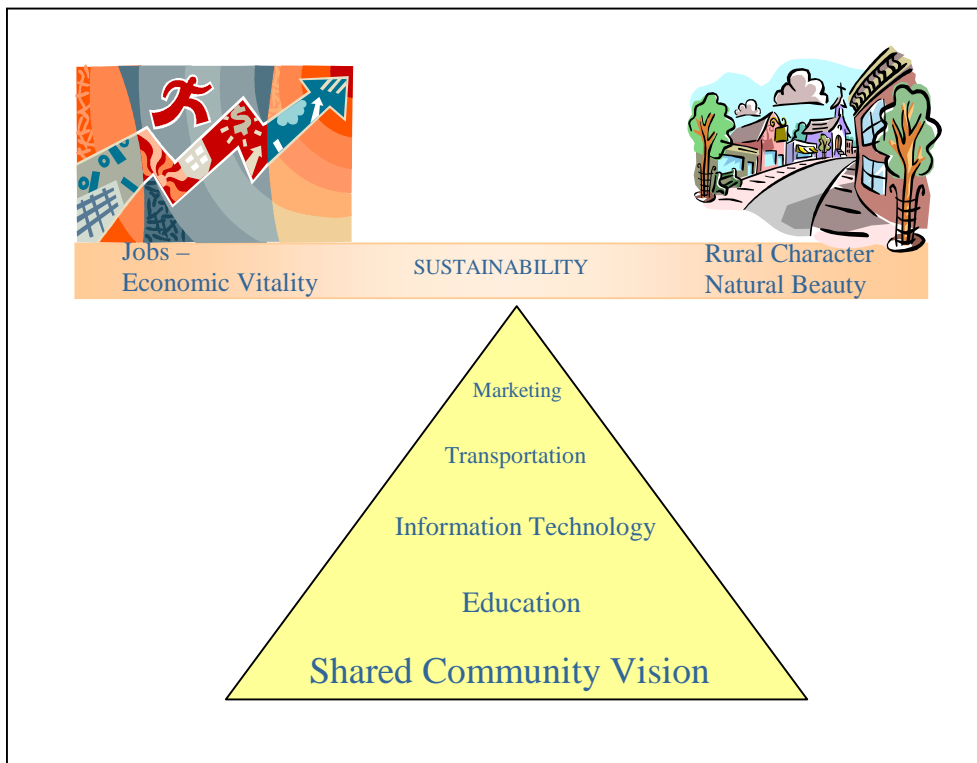 Jobs –
Economic Vitality
SUSTAINABILITY
Rural Character
Natural Beauty
Marketing
Transportation
Information Technology
Education
Shared Community Vision